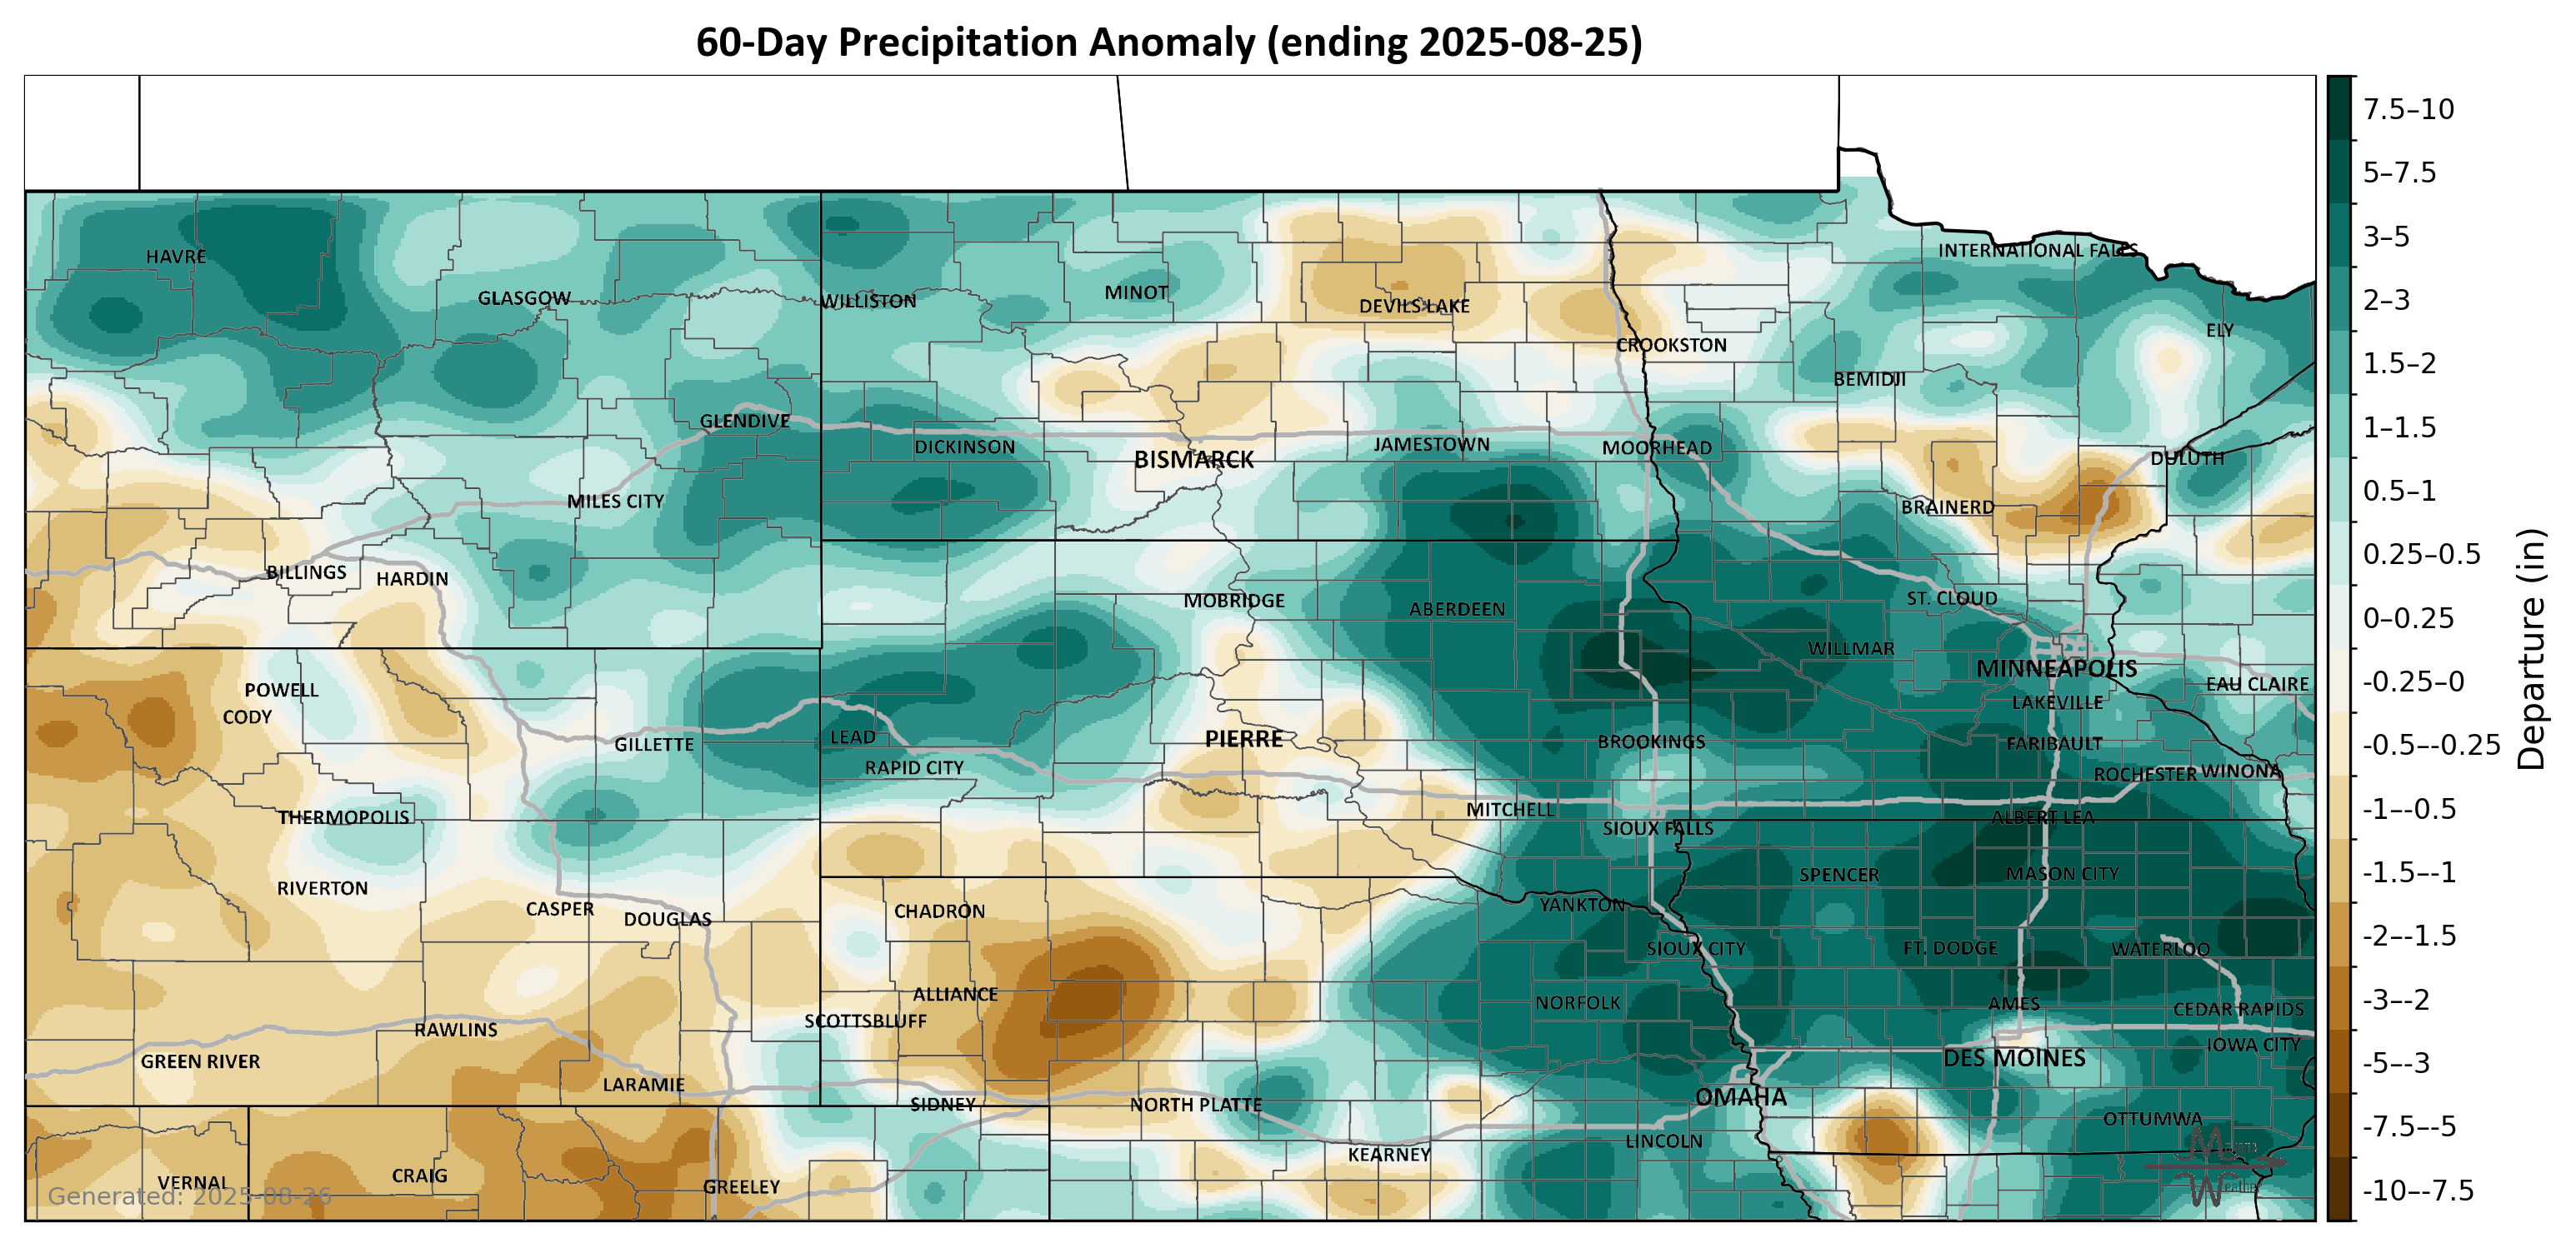 60-Day Precipitation Anomaly (ending 2025-08-25)
7.5–10
5–7.5
3–5
2–3
1.5–2
1–1.5
0.5–1
0.25–0.5
0–0.25
-0.25–0
-0.5–-0.25
-1–-0.5
-1.5–-1
-2–-1.5
-3–-2
-5–-3
-7.5–-5
-10–-7.5
Departure (in)
HAVRE
INTERNATIONAL FALLS
GLASGOW
WILLISTON
MINOT
DEVILS LAKE
ELY
CROOKSTON
BEMIDJI
GLENDIVE
DICKINSON
BISMARCK
JAMESTOWN
MOORHEAD
DULUTH
MILES CITY
BRAINERD
BILLINGS
HARDIN
MOBRIDGE
ABERDEEN
ST. CLOUD
WILLMAR
MINNEAPOLIS
POWELL
CODY
EAU CLAIRE
LAKEVILLE
GILLETTE
LEAD
PIERRE
BROOKINGS
FARIBAULT
RAPID CITY
ROCHESTER
WINONA
THERMOPOLIS
MITCHELL
SIOUX FALLS
ALBERT LEA
RIVERTON
SPENCER
MASON CITY
CASPER
DOUGLAS
CHADRON
YANKTON
SIOUX CITY
FT. DODGE
WATERLOO
ALLIANCE
NORFOLK
AMES
CEDAR RAPIDS
SCOTTSBLUFF
RAWLINS
IOWA CITY
GREEN RIVER
DES MOINES
LARAMIE
SIDNEY
NORTH PLATTE
OMAHA
OTTUMWA
LINCOLN
KEARNEY
VERNAL
CRAIG
GREELEY
Generated: 2025-08-26
Weather